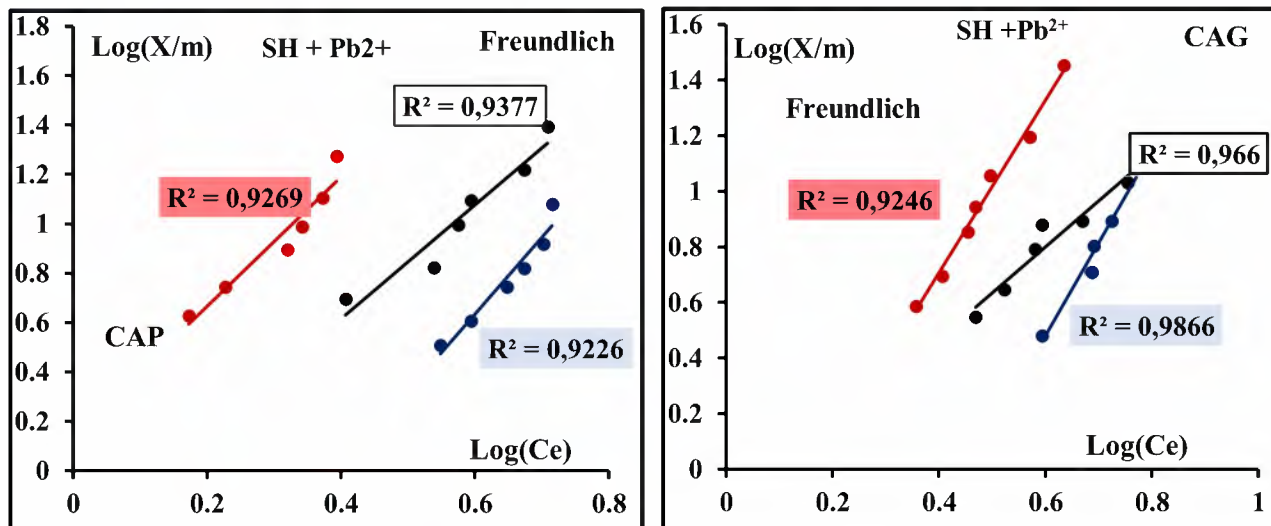 Log(X/m)
SH + Pb2+
Freundlich
R² = 0,9377
R² = 0,9269
CAP
R² = 0,9226
Log(Ce)
1.8
1.6
1.4
1.2
1
0.8
0.6
0.4
0.2
0
0 0.2 0.4 0.6 0.8
SH +Pb²⁺
CAG
Log(X/m)
Freundlich
R² = 0,966
R² = 0,9246
R² = 0,9866
Log(Ce)
1.6
1.4
1.2
1
0.8
0.6
0.4
0.2
0
0 0.2 0.4 0.6 0.8 1